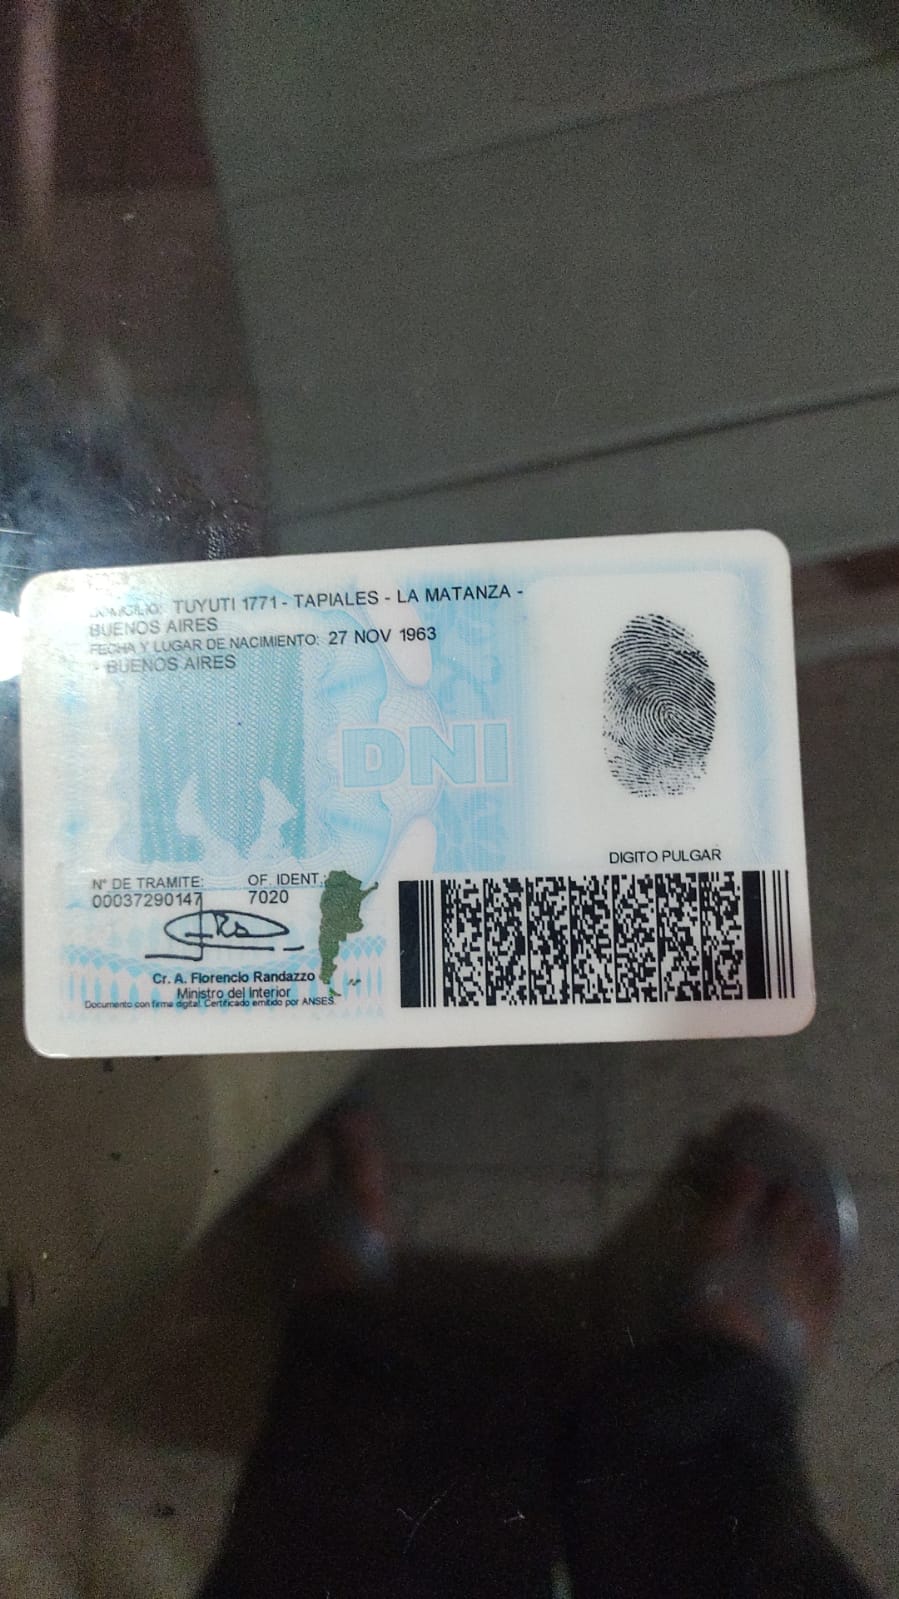 DOMICILIO: TUYUTI 1771 - TAPIALES - LA MATANZA -
BUENOS AIRES
FECHA Y LUGAR DE NACIMIENTO: 27 NOV 1963
- BUENOS AIRES
DNI
DIGITO PULGAR
N° DE TRAMITE: OF. IDENT.:
00037290147 7020
Cr. A. Florencio Randazzo
Ministro del Interior
Documento con firma digital. Certificado emitido por ANSES.